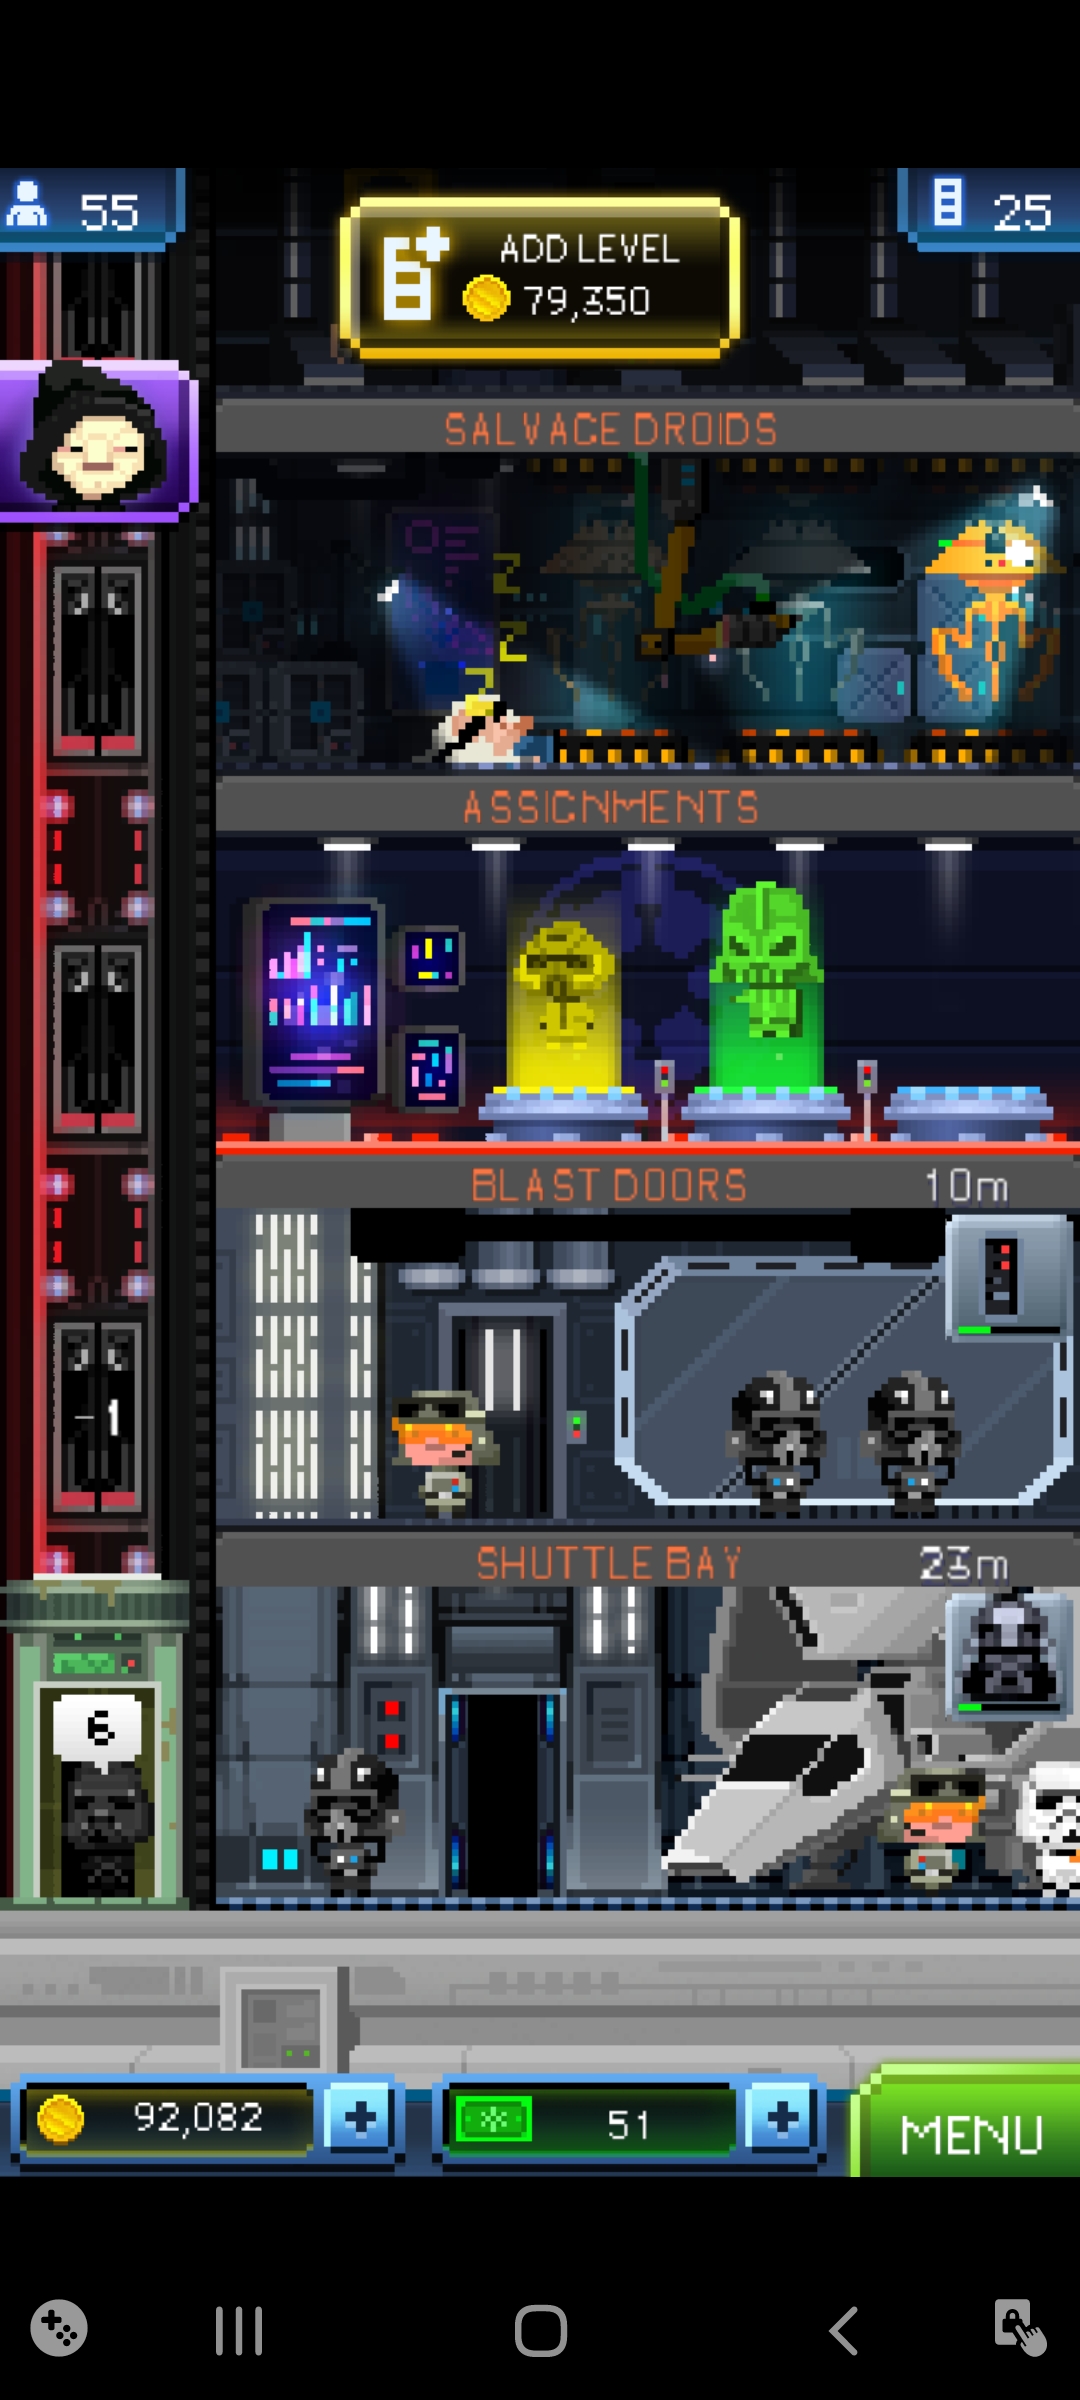 55
ADD LEVEL
79,350
25
SALVAGE DROIDS
ASSIGNMENTS
BLAST DOORS 10m
-1
SHUTTLE BAY 23m
6
92,082
51
MENU